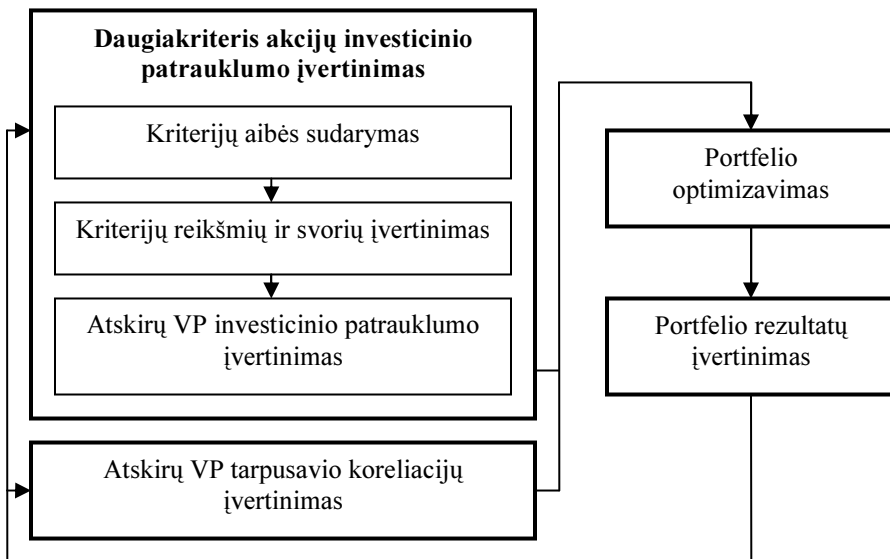 Daugiakriteris akcijų investicinio
patrauklumo įvertinimas
Kriterijų aibės sudarymas
Kriterijų reikšmių ir svorių įvertinimas
Atskirų VP investicinio patrauklumo
įvertinimas
Atskirų VP tarpusavio koreliacijų
įvertinimas
Portfelio
optimizavimas
Portfelio rezultatų
įvertinimas